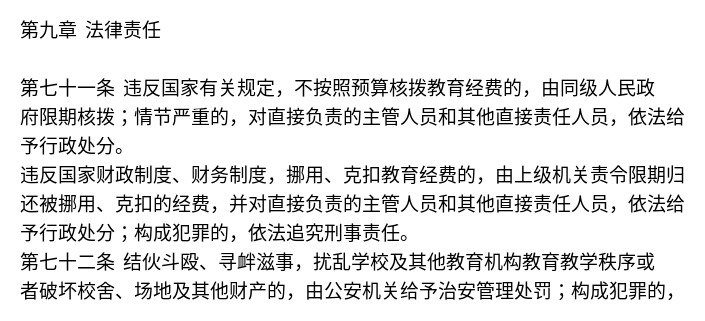 第九章 法律责任
第七十一条 违反国家有关规定，不按照预算核拨教育经费的，由同级人民政
府限期核拨；情节严重的，对直接负责的主管人员和其他直接责任人员，依法给
予行政处分。
违反国家财政制度、财务制度，挪用、克扣教育经费的，由上级机关责令限期归
还被挪用、克扣的经费，并对直接负责的主管人员和其他直接责任人员，依法给
予行政处分；构成犯罪的，依法追究刑事责任。
第七十二条 结伙斗殴、寻衅滋事，扰乱学校及其他教育机构教育教学秩序或
者破坏校舍、场地及其他财产的，由公安机关给予治安管理处罚；构成犯罪的，